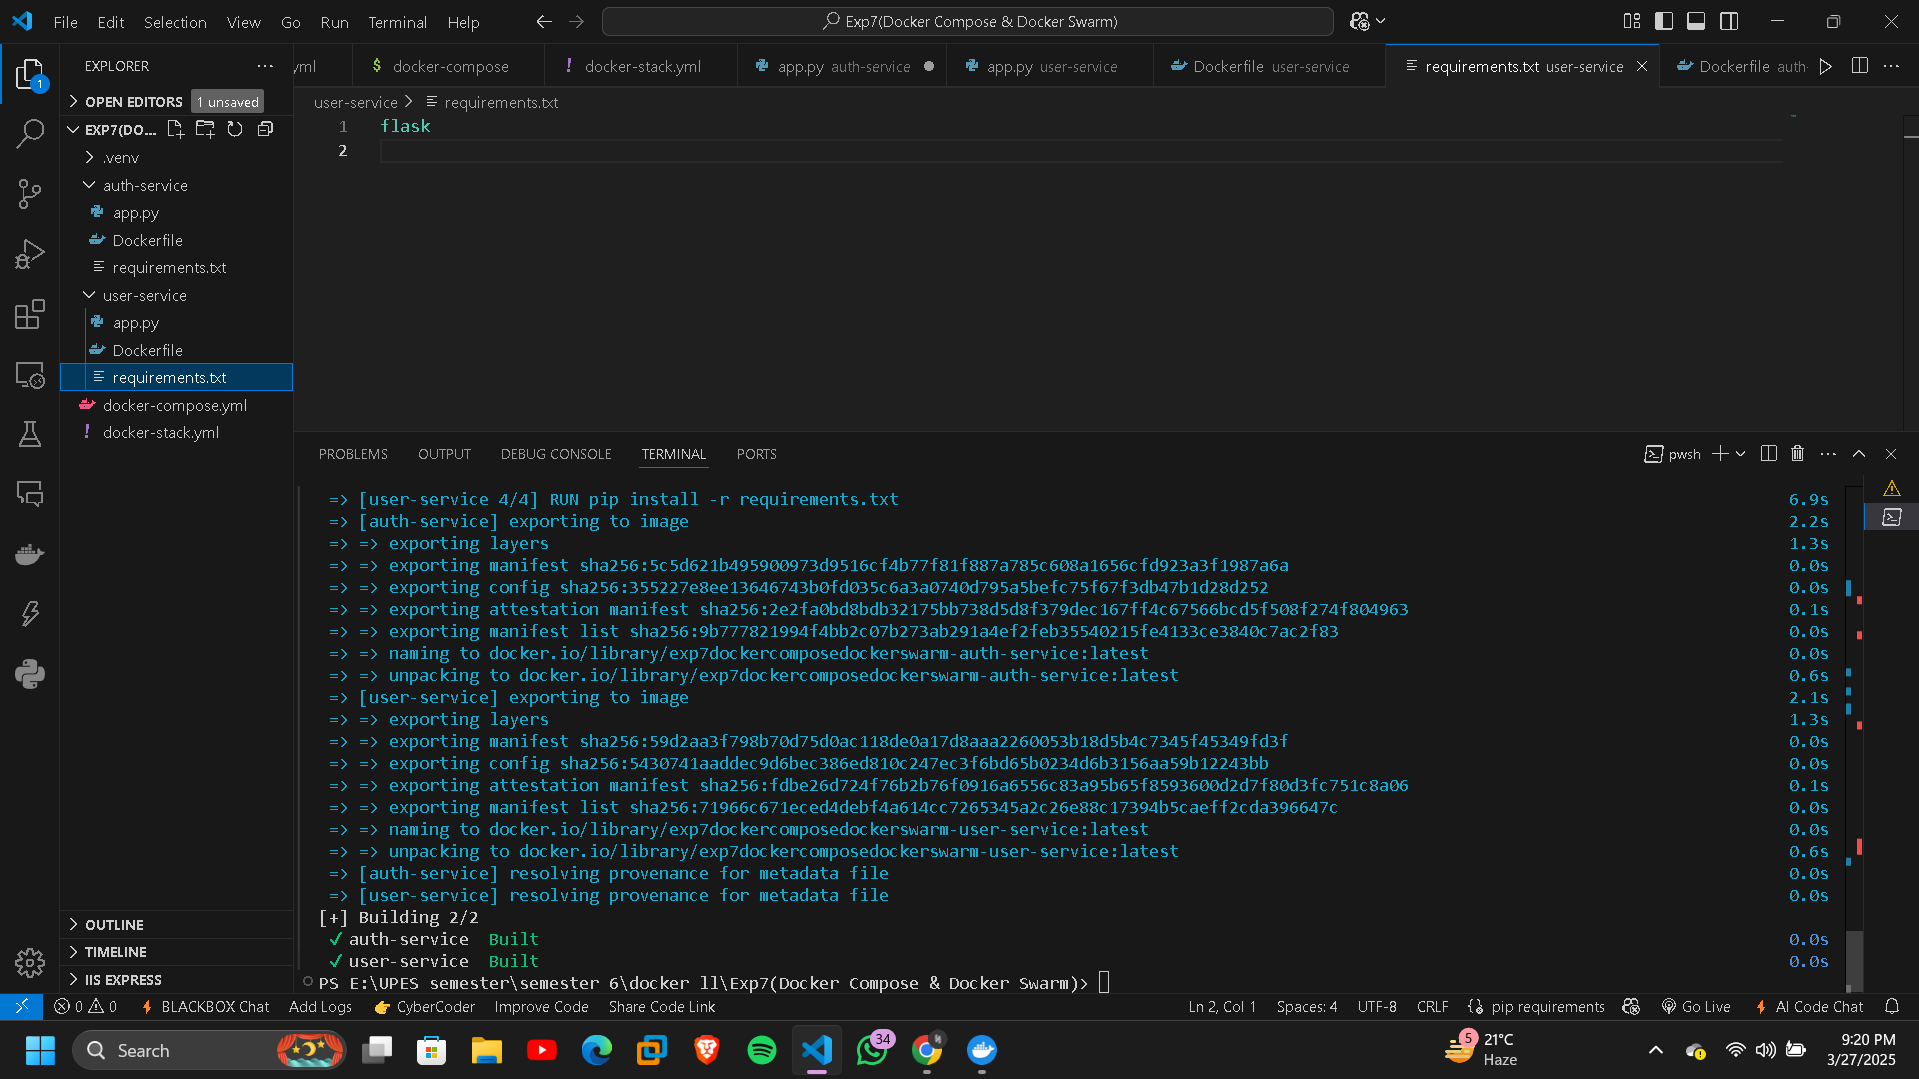 File Edit Selection View Go Run Terminal Help
Exp7(Docker Compose & Docker Swarm)
EXPLORER
yml
$ docker-compose
! docker-stack.yml
app.py auth-service
app.py user-service
Dockerfile user-service
requirements.txt user-service
Dockerfile auth-
1
OPEN EDITORS 1 unsaved
EXP7(DO...
.venv
auth-service
app.py
Dockerfile
requirements.txt
user-service
app.py
Dockerfile
requirements.txt
docker-compose.yml
! docker-stack.yml
OUTLINE
TIMELINE
IIS EXPRESS
user-service > requirements.txt
1 flask
2
PROBLEMS OUTPUT DEBUG CONSOLE TERMINAL PORTS
pwsh
=> [user-service 4/4] RUN pip install -r requirements.txt 6.9s
=> [auth-service] exporting to image 2.2s
=> => exporting layers 1.3s
=> => exporting manifest sha256:5c5d621b495900973d9516cf4b77f81f887a785c608a1656cfd923a3f1987a6a 0.0s
=> => exporting config sha256:355227e8ee13646743b0fd035c6a3a0740d795a5befc75f67f3db47b1d28d252 0.0s
=> => exporting attestation manifest sha256:2e2fa0bd8bdb32175bb738d5d8f379dec167ff4c67566bcd5f508f274f804963 0.1s
=> => exporting manifest list sha256:9b777821994f4bb2c07b273ab291a4ef2feb35540215fe4133ce3840c7ac2f83 0.0s
=> => naming to docker.io/library/exp7dockercomposedockerswarm-auth-service:latest 0.0s
=> => unpacking to docker.io/library/exp7dockercomposedockerswarm-auth-service:latest 0.6s
=> [user-service] exporting to image 2.1s
=> => exporting layers 1.3s
=> => exporting manifest sha256:59d2aa3f798b70d75d0ac118de0a17d8aaa2260053b18d5b4c7345f45349fd3f 0.0s
=> => exporting config sha256:5430741aaddec9d6bec386ed810c247ec3f6bd65b0234d6b3156aa59b12243bb 0.0s
=> => exporting attestation manifest sha256:fdbe26d724f76b2b76f0916a6556c83a95b65f8593600d2d7f80d3fc751c8a06 0.1s
=> => exporting manifest list sha256:71966c671eced4debf4a614cc7265345a2c26e88c17394b5caeff2cda396647c 0.0s
=> => naming to docker.io/library/exp7dockercomposedockerswarm-user-service:latest 0.0s
=> => unpacking to docker.io/library/exp7dockercomposedockerswarm-user-service:latest 0.6s
=> [auth-service] resolving provenance for metadata file 0.0s
=> [user-service] resolving provenance for metadata file 0.0s
[+] Building 2/2
✓ auth-service Built 0.0s
✓ user-service Built 0.0s
PS E:\UPES semester\semester 6\docker ll\Exp7(Docker Compose & Docker Swarm)>
0 0 BLACKBOX Chat Add Logs CyberCoder Improve Code Share Code Link Ln 2, Col 1 Spaces: 4 UTF-8 CRLF pip requirements Go Live AI Code Chat
Search
34
5
21°C
Haze
9:20 PM
3/27/2025